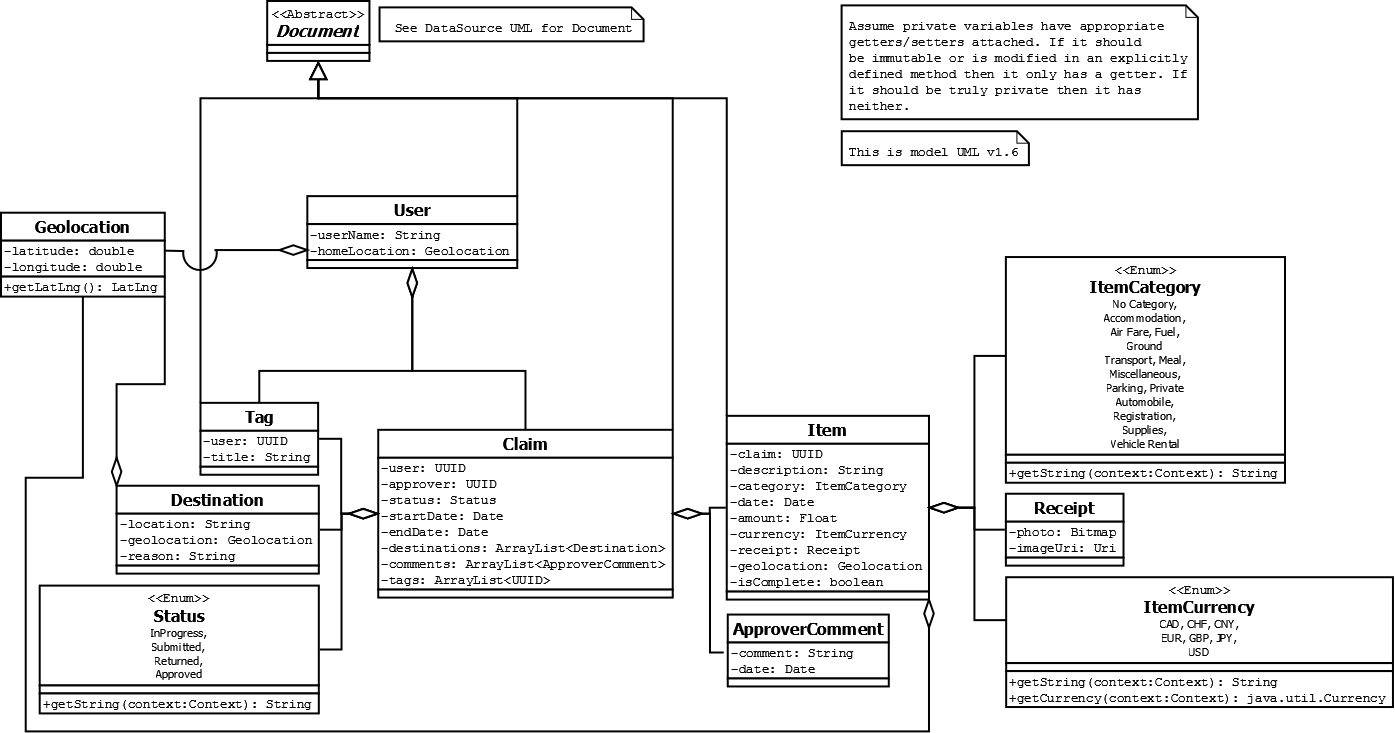 <<Abstract>>
Document
See DataSource UML for Document
Assume private variables have appropriate
getters/setters attached. If it should
be immutable or is modified in an explicitly
defined method then it only has a getter. If
it should be truly private then it has
neither.
This is model UML v1.6
User
-userName: String
-homeLocation: Geolocation
Geolocation
-latitude: double
-longitude: double
+getLatLng(): LatLng
<<Enum>>
ItemCategory
No Category,
Accommodation,
Air Fare, Fuel,
Ground
Transport, Meal,
Miscellaneous,
Parking, Private
Automobile,
Registration,
Supplies,
Vehicle Rental
+getString(context:Context): String
Tag
-user: UUID
-title: String
Claim
-user: UUID
-approver: UUID
-status: Status
-startDate: Date
-endDate: Date
-destinations: ArrayList<Destination>
-comments: ArrayList<ApproverComment>
-tags: ArrayList<UUID>
Item
-claim: UUID
-description: String
-category: ItemCategory
-date: Date
-amount: Float
-currency: ItemCurrency
-receipt: Receipt
-geolocation: Geolocation
-isComplete: boolean
Destination
-location: String
-geolocation: Geolocation
-reason: String
Receipt
-photo: Bitmap
-imageUri: Uri
<<Enum>>
Status
InProgress,
Submitted,
Returned,
Approved
+getString(context:Context): String
ApproverComment
-comment: String
-date: Date
<<Enum>>
ItemCurrency
CAD, CHF, CNY,
EUR, GBP, JPY,
USD
+getString(context:Context): String
+getCurrency(context:Context): java.util.Currency